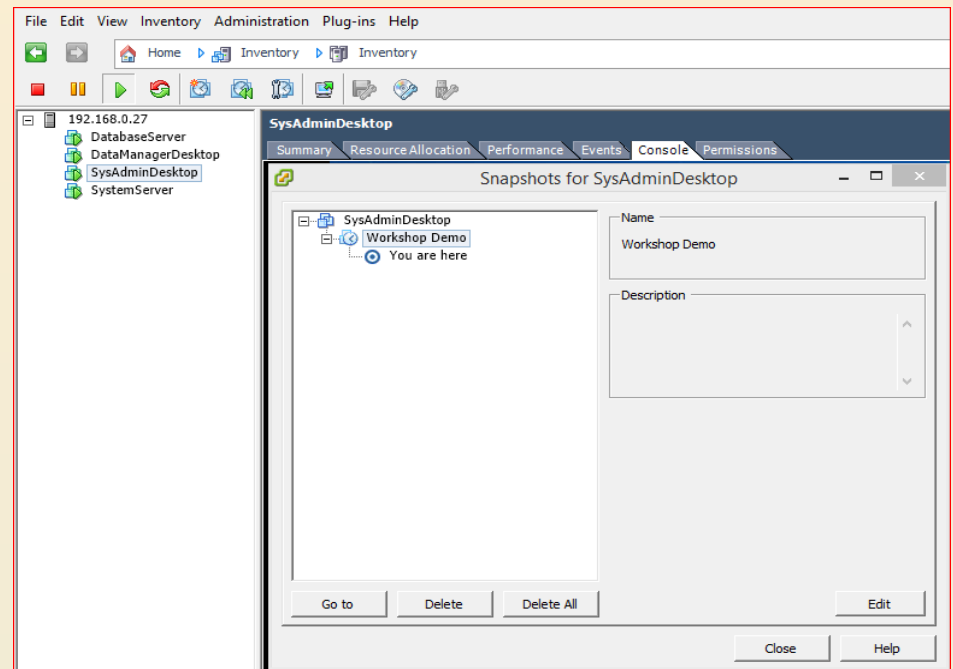 File Edit View Inventory Administration Plug-ins Help
Home Inventory Inventory
192.168.0.27
DatabaseServer
DataManagerDesktop
SysAdminDesktop
SystemServer
SysAdminDesktop
Summary Resource Allocation Performance Events Console Permissions
Snapshots for SysAdminDesktop
SysAdminDesktop
Workshop Demo
You are here
Name
Workshop Demo
Description
Go to Delete Delete All Edit
Close Help